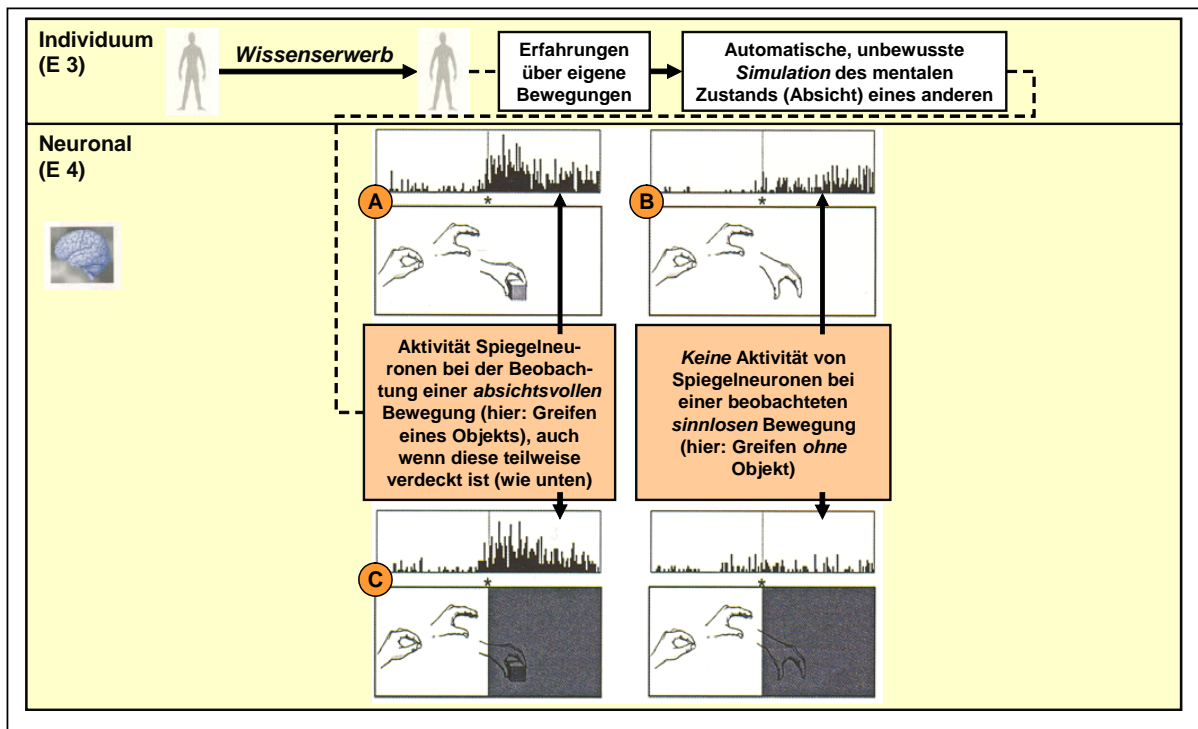 Individuum
(E 3)
Wissenserwerb
Erfahrungen
über eigene
Bewegungen
Automatische, unbewusste
Simulation des mentalen
Zustands (Absicht) eines anderen
Neuronal
(E 4)
A
*
B
*
Aktivität Spiegelneu-
ronen bei der Beobach-
tung einer absichtsvollen
Bewegung (hier: Greifen
eines Objekts), auch
wenn diese teilweise
verdeckt ist (wie unten)
Keine Aktivität von
Spiegelneuronen bei
einer beobachteten
sinnlosen Bewegung
(hier: Greifen ohne
Objekt)
C
*
*